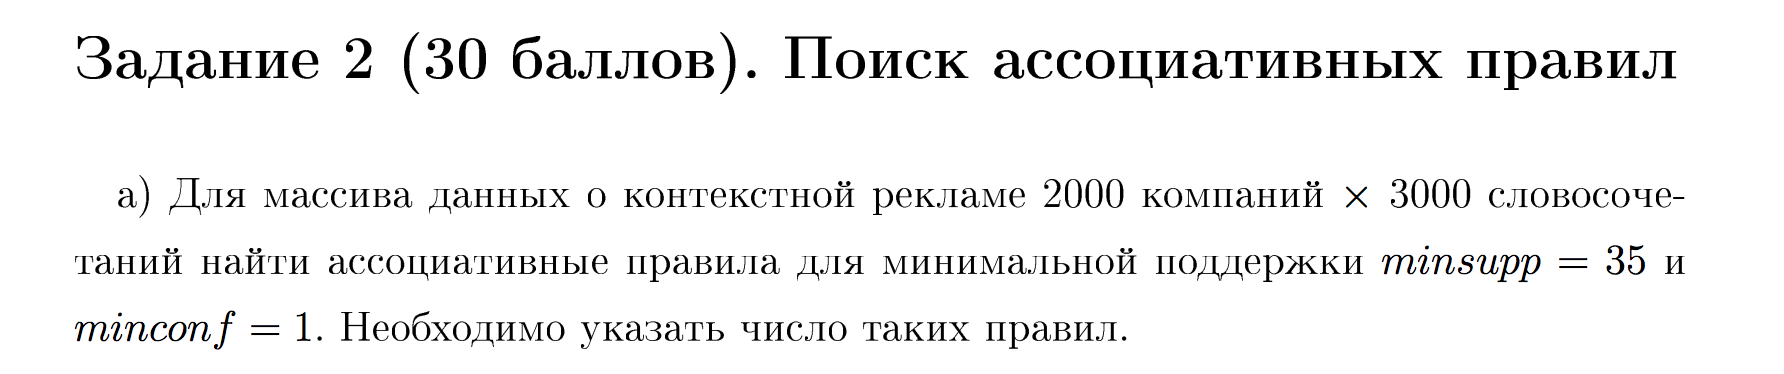 Задание 2 (30 баллов). Поиск ассоциативных правил
а) Для массива данных о контекстной рекламе 2000 компаний × 3000 словосоче-
таний найти ассоциативные правила для минимальной поддержки minsupp = 35 и
minconf = 1. Необходимо указать число таких правил.